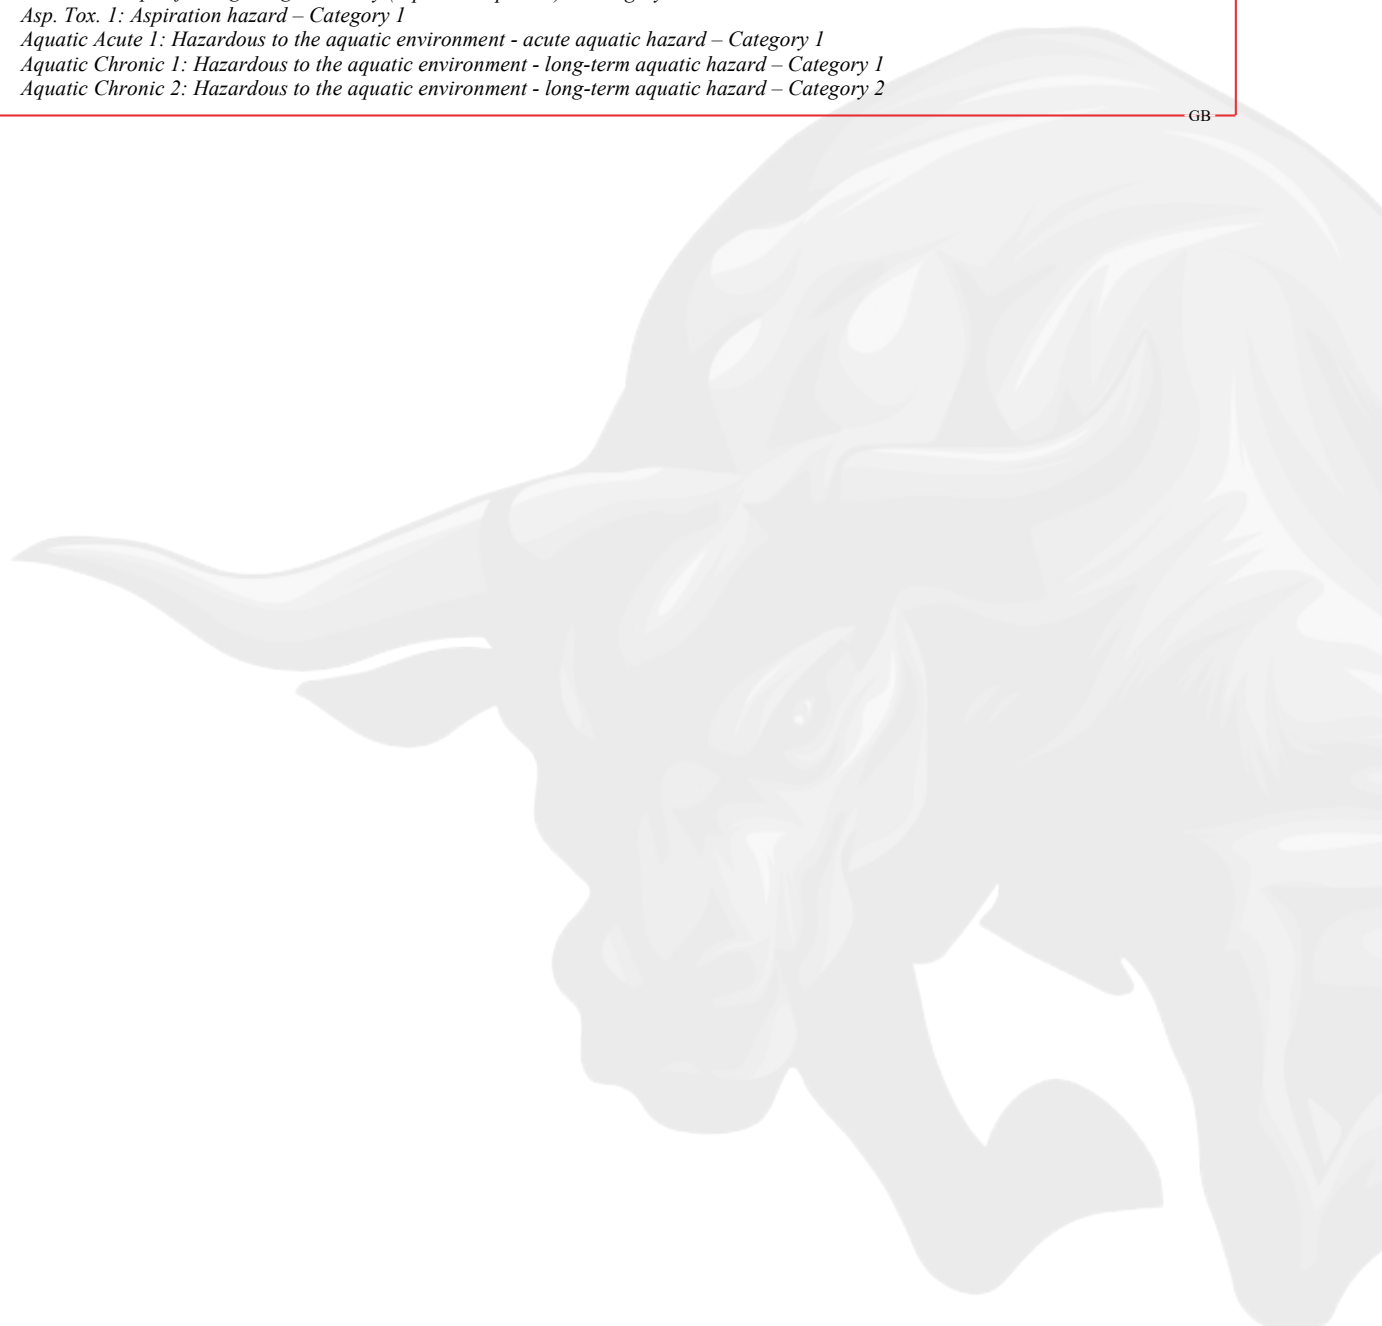 Asp. Tox. 1: Aspiration hazard – Category 1
Aquatic Acute 1: Hazardous to the aquatic environment - acute aquatic hazard – Category 1
Aquatic Chronic 1: Hazardous to the aquatic environment - long-term aquatic hazard – Category 1
Aquatic Chronic 2: Hazardous to the aquatic environment - long-term aquatic hazard – Category 2
GB